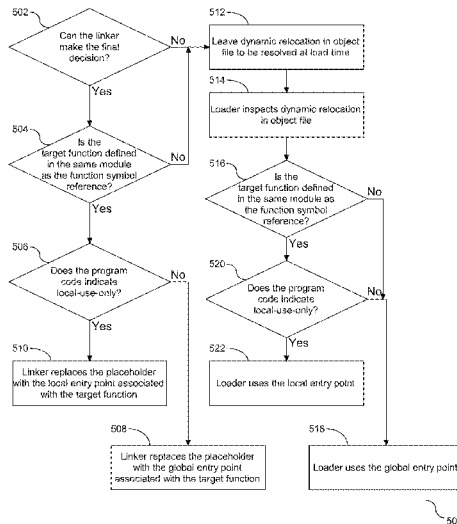 502
Can the linker
make the final
decision?
No
Yes
504
Is the
target function defined
in the same module
as the function symbol
reference?
No
Yes
506
Does the program
code indicate
local-use-only?
No
Yes
510
Linker replaces the placeholder
with the local entry point associated
with the target function
508
Linker replaces the placeholder
with the global entry point
associated with the target function
512
Leave dynamic relocation in object
file to be resolved at load time
514
Loader inspects dynamic relocation
in object file
516
Is the
target function defined
in the same module as
the function symbol
reference?
No
Yes
520
Does the program
code indicate
local-use-only?
No
Yes
522
Loader uses the local entry point
518
Loader uses the global entry point
50